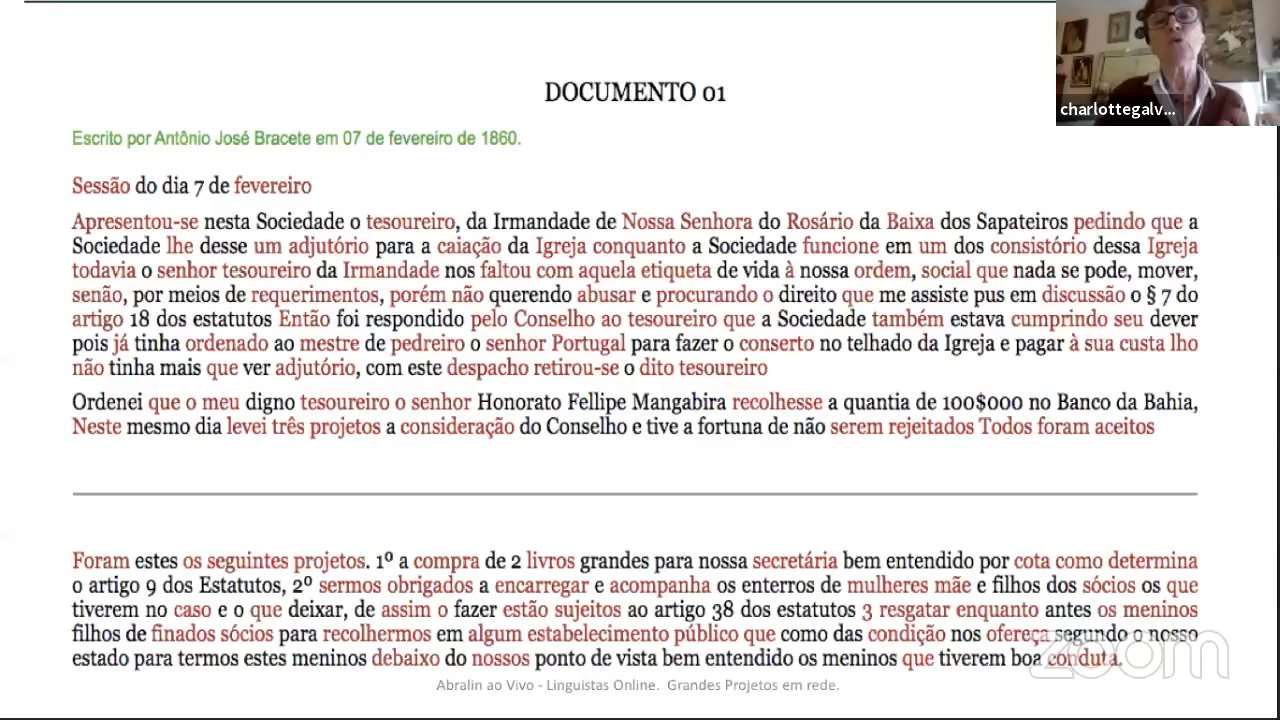 charlottegalv...
DOCUMENTO 01
Escrito por Antônio José Bracete em 07 de fevereiro de 1860.
Sessão do dia 7 de fevereiro
Apresentou-se nesta Sociedade o tesoureiro, da Irmandade de Nossa Senhora do Rosário da Baixa dos Sapateiros pedindo que a
Sociedade lhe desse um adjutório para a caiação da Igreja conquanto a Sociedade funcione em um dos consistório dessa Igreja
todavia o senhor tesoureiro da Irmandade nos faltou com aquela etiqueta de vida à nossa ordem, social que nada se pode, mover,
senão, por meios de requerimentos, porém não querendo abusar e procurando o direito que me assiste pus em discussão o § 7 do
artigo 18 dos estatutos Então foi respondido pelo Conselho ao tesoureiro que a Sociedade também estava cumprindo seu dever
pois já tinha ordenado ao mestre de pedreiro o senhor Portugal para fazer o conserto no telhado da Igreja e pagar à sua custa lho
não tinha mais que ver adjutório, com este despacho retirou-se o dito tesoureiro
Ordenei que o meu digno tesoureiro o senhor Honorato Fellipe Mangabira recolhesse a quantia de 100$000 no Banco da Bahia,
Neste mesmo dia levei três projetos a consideração do Conselho e tive a fortuna de não serem rejeitados Todos foram aceitos
Foram estes os seguintes projetos. 1º a compra de 2 livros grandes para nossa secretária bem entendido por cota como determina
o artigo 9 dos Estatutos, 2º sermos obrigados a encarregar e acompanha os enterros de mulheres mãe e filhos dos sócios os que
tiverem no caso e o que deixar, de assim o fazer estão sujeitos ao artigo 38 dos estatutos 3 resgatar enquanto antes os meninos
filhos de finados sócios para recolhermos em algum estabelecimento público que como das condição nos ofereça segundo o nosso
estado para termos estes meninos debaixo do nossos ponto de vista bem entendido os meninos que tiverem boa conduta.
zoom
Abralin ao Vivo - Linguistas Online. Grandes Projetos em rede.